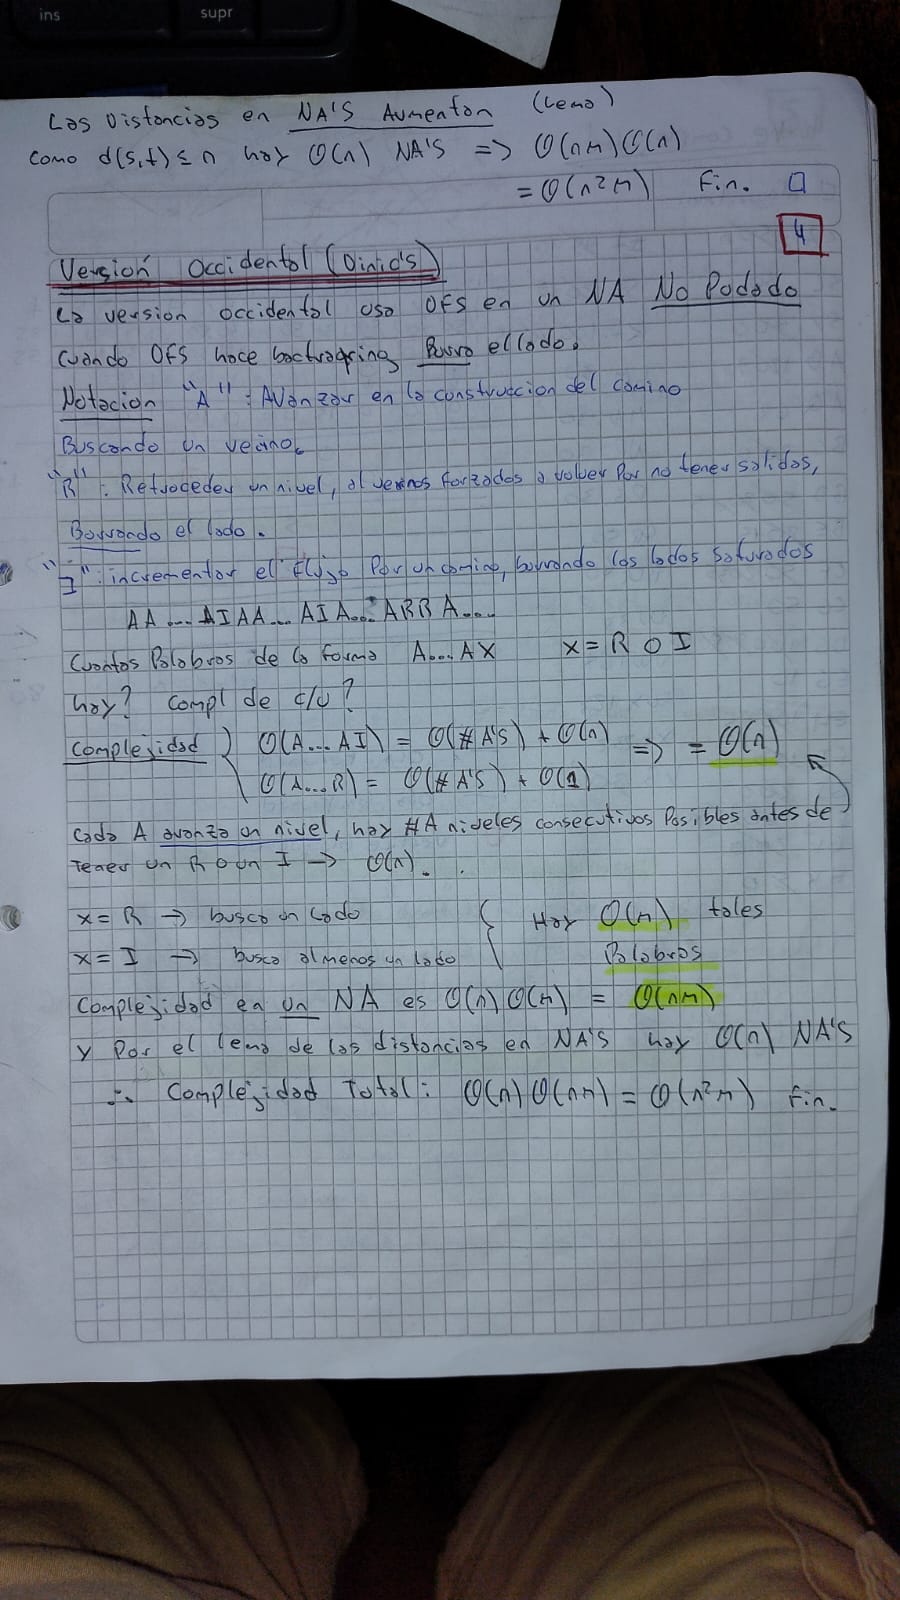 ins supr
Las Distancias en NA'S Aumentan (Lema)
Como d(s,t) ≤ n hay O(n) NA'S => O(nm)O(n)
= O(n²m) Fin. □
4
Versión Occidental (Dinic's)
La version occidental usa DFS en un NA No Podado
Cuando DFS hace backtraqring Borra el lado.
Notacion "A" : Avanzar en la construccion del camino
Buscando un vecino.
"R" : Retroceder un nivel, al vernos forzados a volver Por no tener salidas,
Borrando el lado.
"I" : incrementar el flujo Por un camino, borrando los lados saturados
AA....AIAA...AIA...ARRA....
Cuantas Palabras de la forma A...AX x = R O I
hay? Compl de c/u?
Complejidad } O(A...AI) = O(#A'S) + O(n) => = O(n)
O(A...R) = O(#A'S) + O(1)
Cada A avanza un nivel, hay #A niveles consecutivos Posibles antes de
Tener un R o un I → O(n).
x = R → busco un lado { Hay O(m) tales
x = I → busco al menos un lado Palabras
Complejidad en un NA es O(n)O(m) = O(nm)
Y Por el lema de las distancias en NA'S hay O(n) NA'S
∴ Complejidad Total: O(n)O(nm) = O(n²m) Fin.